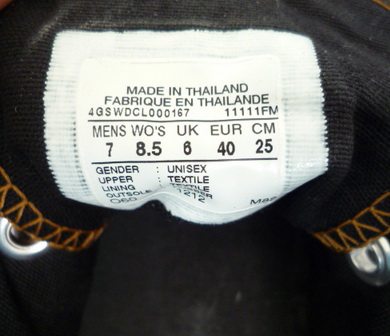 MADE IN THAILAND
FABRIQUE EN THAILANDE
4GSWDCL000167 11111FM
MENS WO'S UK EUR CM
7 8.5 6 40 25
GENDER : UNISEX
UPPER : TEXTILE
LINING : TEXTILE
OUTSOLE